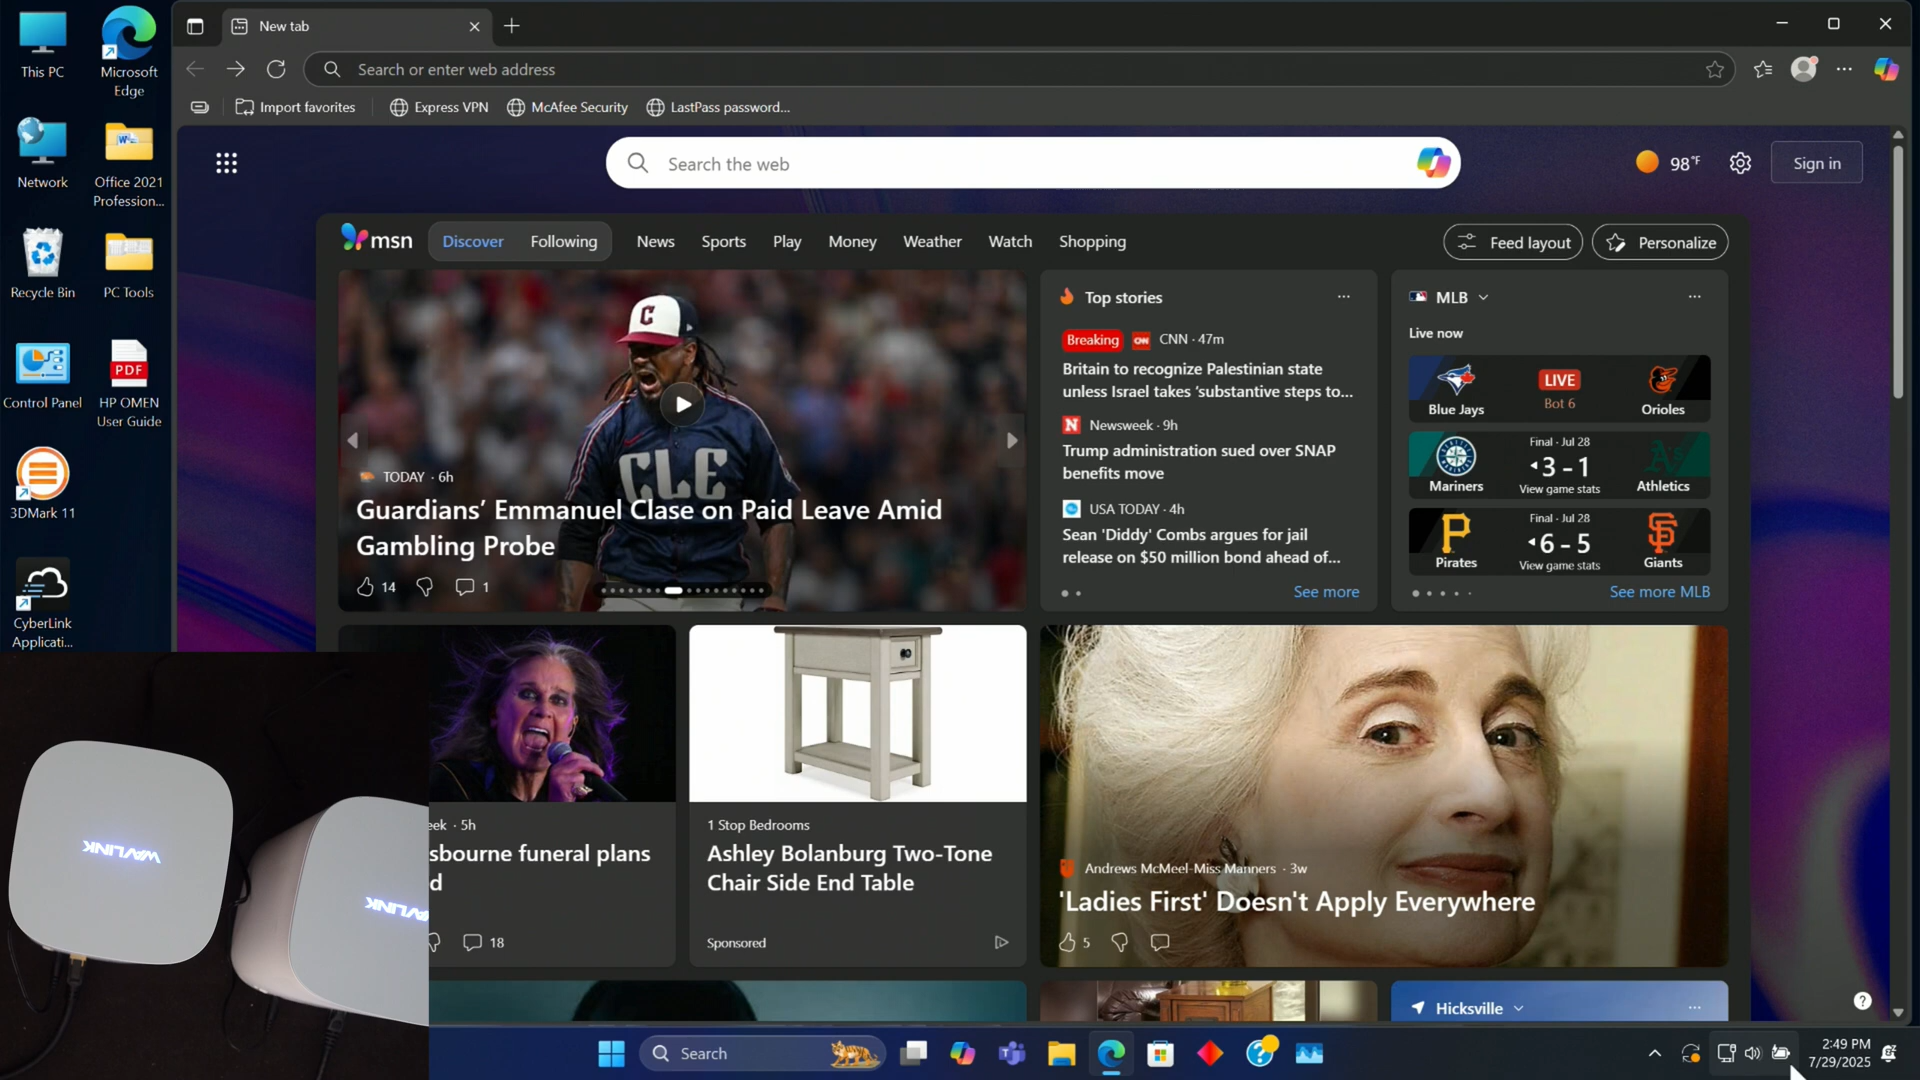 This PC
Microsoft
Edge
Network
Office 2021
Profession...
Recycle Bin
PC Tools
Control Panel
HP OMEN
User Guide
PDF
3DMark 11
CyberLink
Applicati...
New tab
Search or enter web address
Import favorites
Express VPN
McAfee Security
LastPass password...
Search the web
98°F
Sign in
msn
Discover
Following
News
Sports
Play
Money
Weather
Watch
Shopping
Feed layout
Personalize
C
CLE
TODAY · 6h
Guardians’ Emmanuel Clase on Paid Leave Amid
Gambling Probe
14
1
Top stories
Breaking
CNN · 47m
Britain to recognize Palestinian state
unless Israel takes ‘substantive steps to...
N Newsweek · 9h
Trump administration sued over SNAP
benefits move
USA TODAY · 4h
Sean 'Diddy' Combs argues for jail
release on $50 million bond ahead of...
See more
MLB
Live now
Blue Jays
LIVE
Bot 6
Orioles
Final · Jul 28
3 - 1
View game stats
Mariners
Athletics
Final · Jul 28
6 - 5
View game stats
Pirates
Giants
See more MLB
eek · 5h
sbourne funeral plans
d
18
1 Stop Bedrooms
Ashley Bolanburg Two-Tone
Chair Side End Table
Sponsored
Andrews McMeel-Miss Manners · 3w
'Ladies First' Doesn't Apply Everywhere
5
Hicksville
WAVLINK
WAVLINK
Search
2:49 PM
7/29/2025